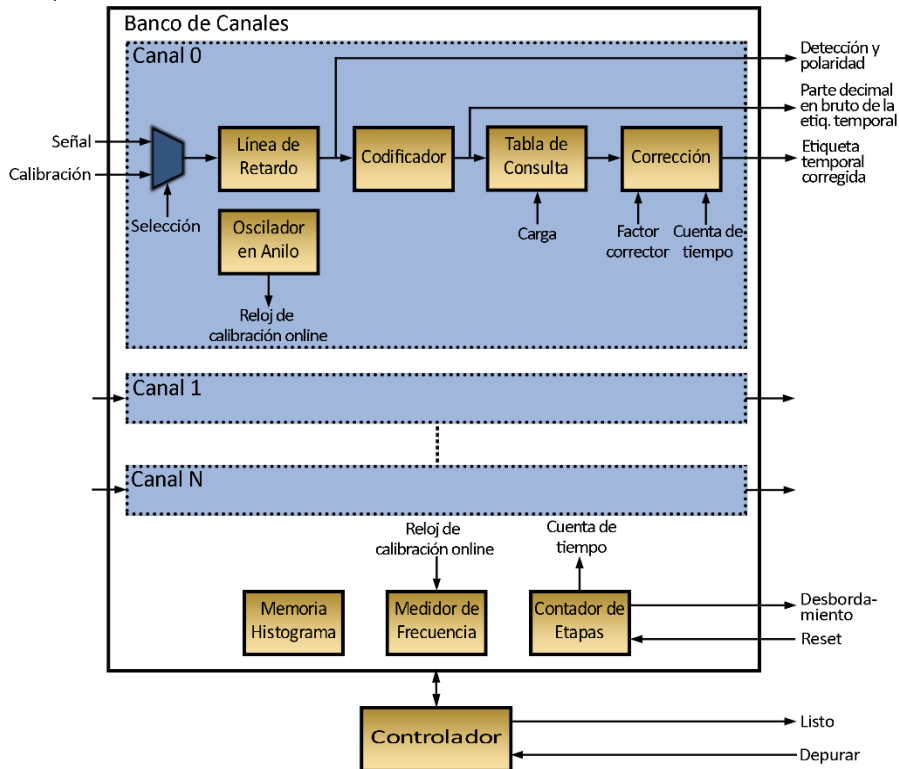 Banco de Canales
Canal 0
Detección y
polaridad
Parte decimal
en bruto de la
etiq. temporal
Señal
Calibración
Línea de
Retardo
Codificador
Tabla de
Consulta
Corrección
Etiqueta
temporal
corregida
Selección
Oscilador
en Anilo
Carga
Factor
corrector
Cuenta de
tiempo
Reloj de
calibración online
Canal 1
Canal N
Reloj de
calibración online
Cuenta de
tiempo
Memoria
Histograma
Medidor de
Frecuencia
Contador de
Etapas
Desborda-
miento
Reset
Controlador
Listo
Depurar